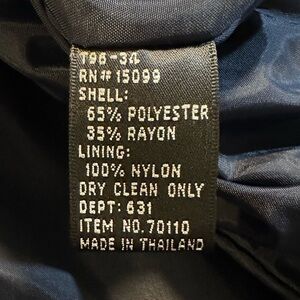 T96-34
RN#15099
SHELL:
65% POLYESTER
35% RAYON
LINING:
100% NYLON
DRY CLEAN ONLY
DEPT: 631
ITEM NO.70110
MADE IN THAILAND